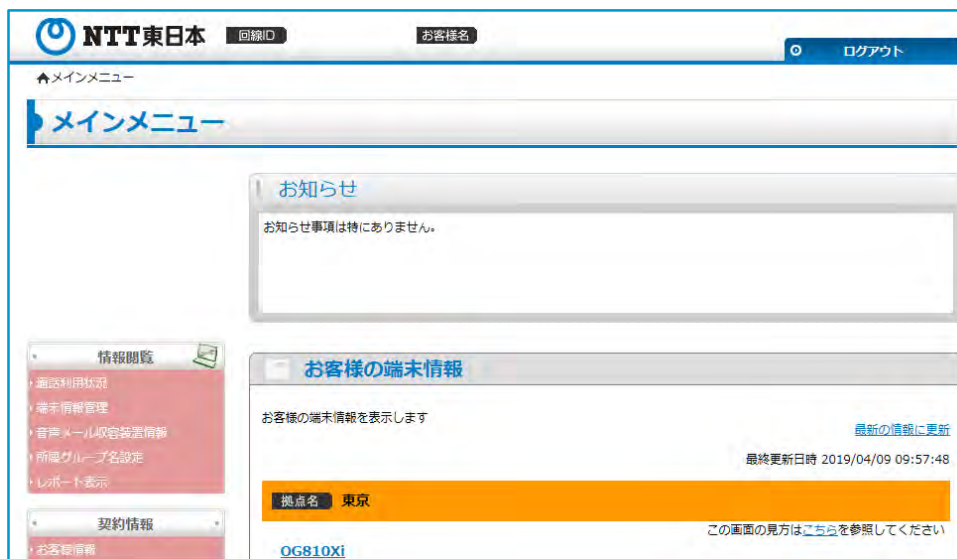 NTT東日本 回線ID お客様名
ログアウト
メインメニュー
メインメニュー
お知らせ
お知らせ事項は特にありません。
情報閲覧
通話利用状況
端末情報管理
音声メール収容装置情報
所属グループ名設定
レポート表示
契約情報
お客様情報
お客様の端末情報
お客様の端末情報を表示します
最新の情報に更新
最終更新日時 2019/04/09 09:57:48
拠点名 東京
この画面の見方はこちらを参照してください
OG810Xi